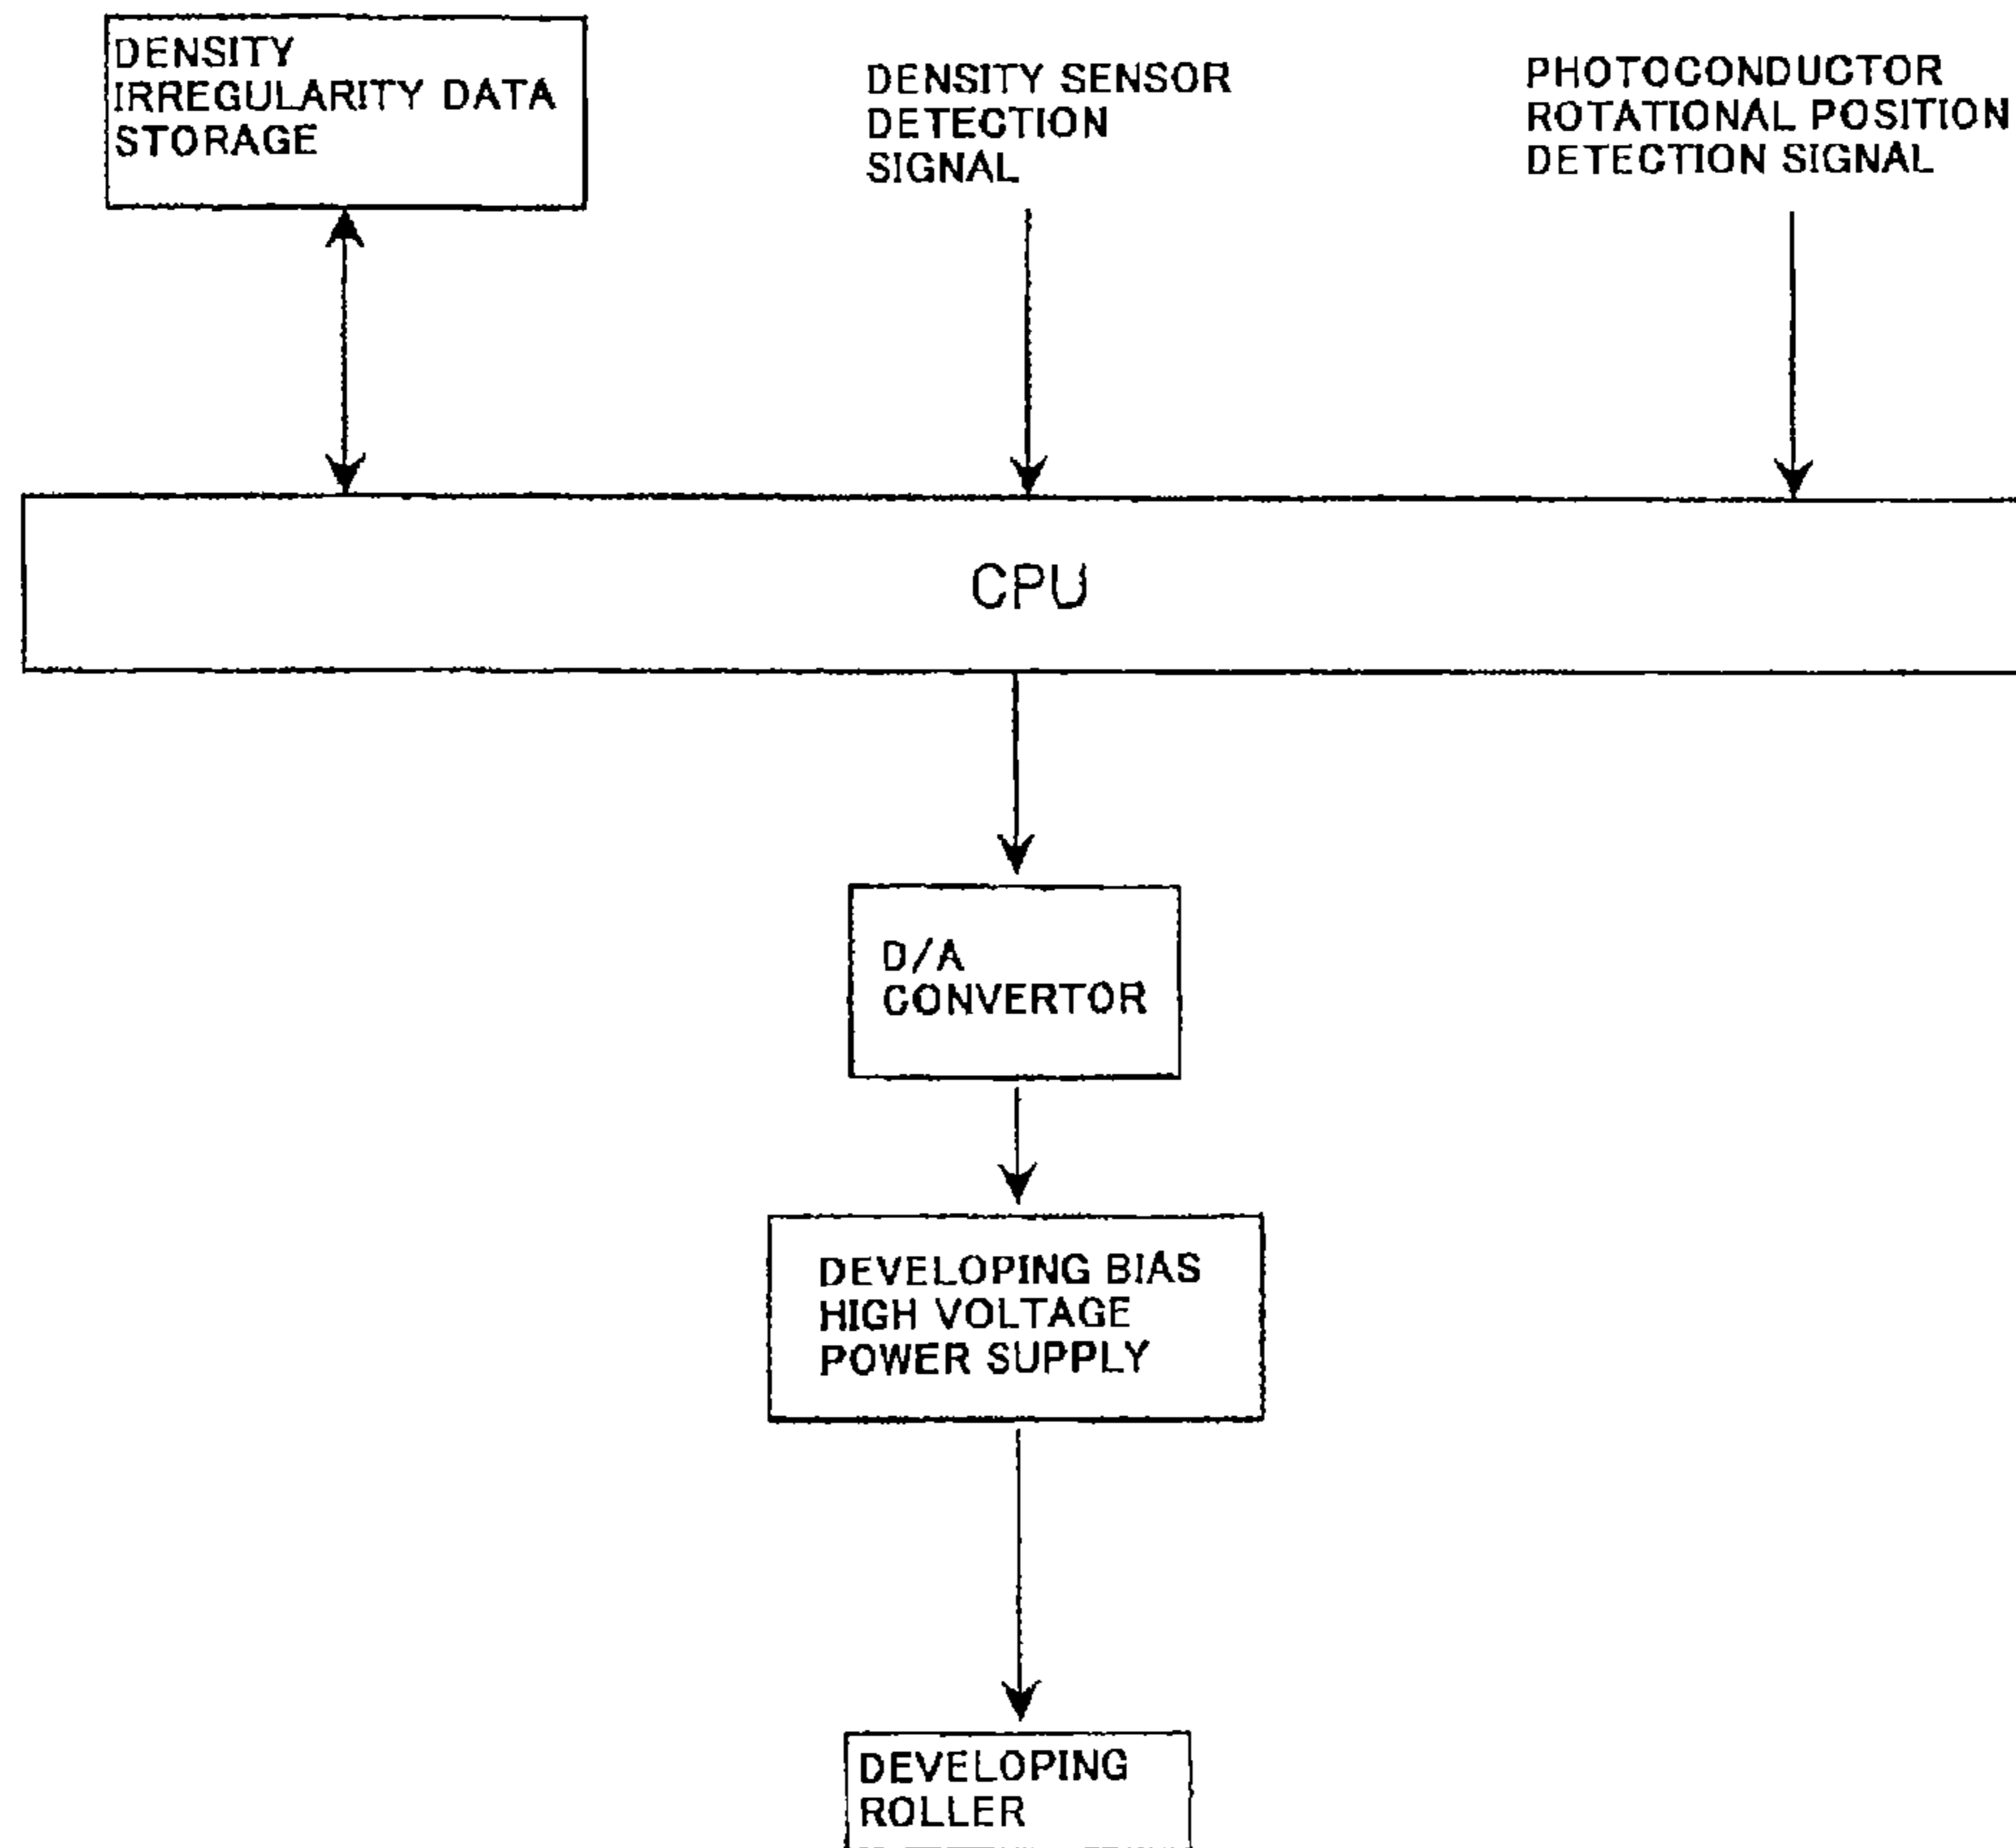 DENSITY
IRREGULARITY DATA
STORAGE
DENSITY SENSOR
DETECTION
SIGNAL
PHOTOCONDUCTOR
ROTATIONAL POSITION
DETECTION SIGNAL
CPU
D/A
CONVERTOR
DEVELOPING BIAS
HIGH VOLTAGE
POWER SUPPLY
DEVELOPING
ROLLER